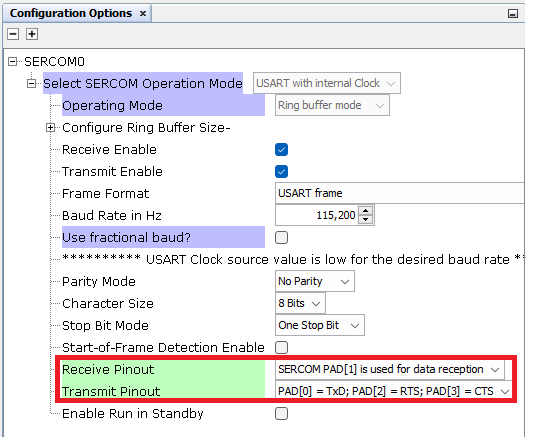 Configuration Options ×
SERCOM0
Select SERCOM Operation Mode USART with internal Clock
Operating Mode Ring buffer mode
Configure Ring Buffer Size-
Receive Enable
Transmit Enable
Frame Format USART frame
Baud Rate in Hz 115,200
Use fractional baud?
********** USART Clock source value is low for the desired baud rate **
Parity Mode No Parity
Character Size 8 Bits
Stop Bit Mode One Stop Bit
Start-of-Frame Detection Enable
Receive Pinout SERCOM PAD[1] is used for data reception
Transmit Pinout PAD[0] = TxD; PAD[2] = RTS; PAD[3] = CTS
Enable Run in Standby